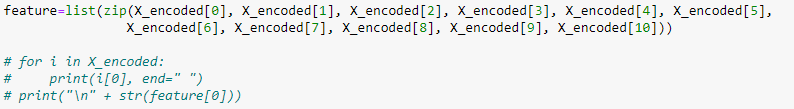 feature=list(zip(X_encoded[0], X_encoded[1], X_encoded[2], X_encoded[3], X_encoded[4], X_encoded[5],
                 X_encoded[6], X_encoded[7], X_encoded[8], X_encoded[9], X_encoded[10]))

# for i in X_encoded:
#     print(i[0], end=" ")
# print("\n" + str(feature[0]))